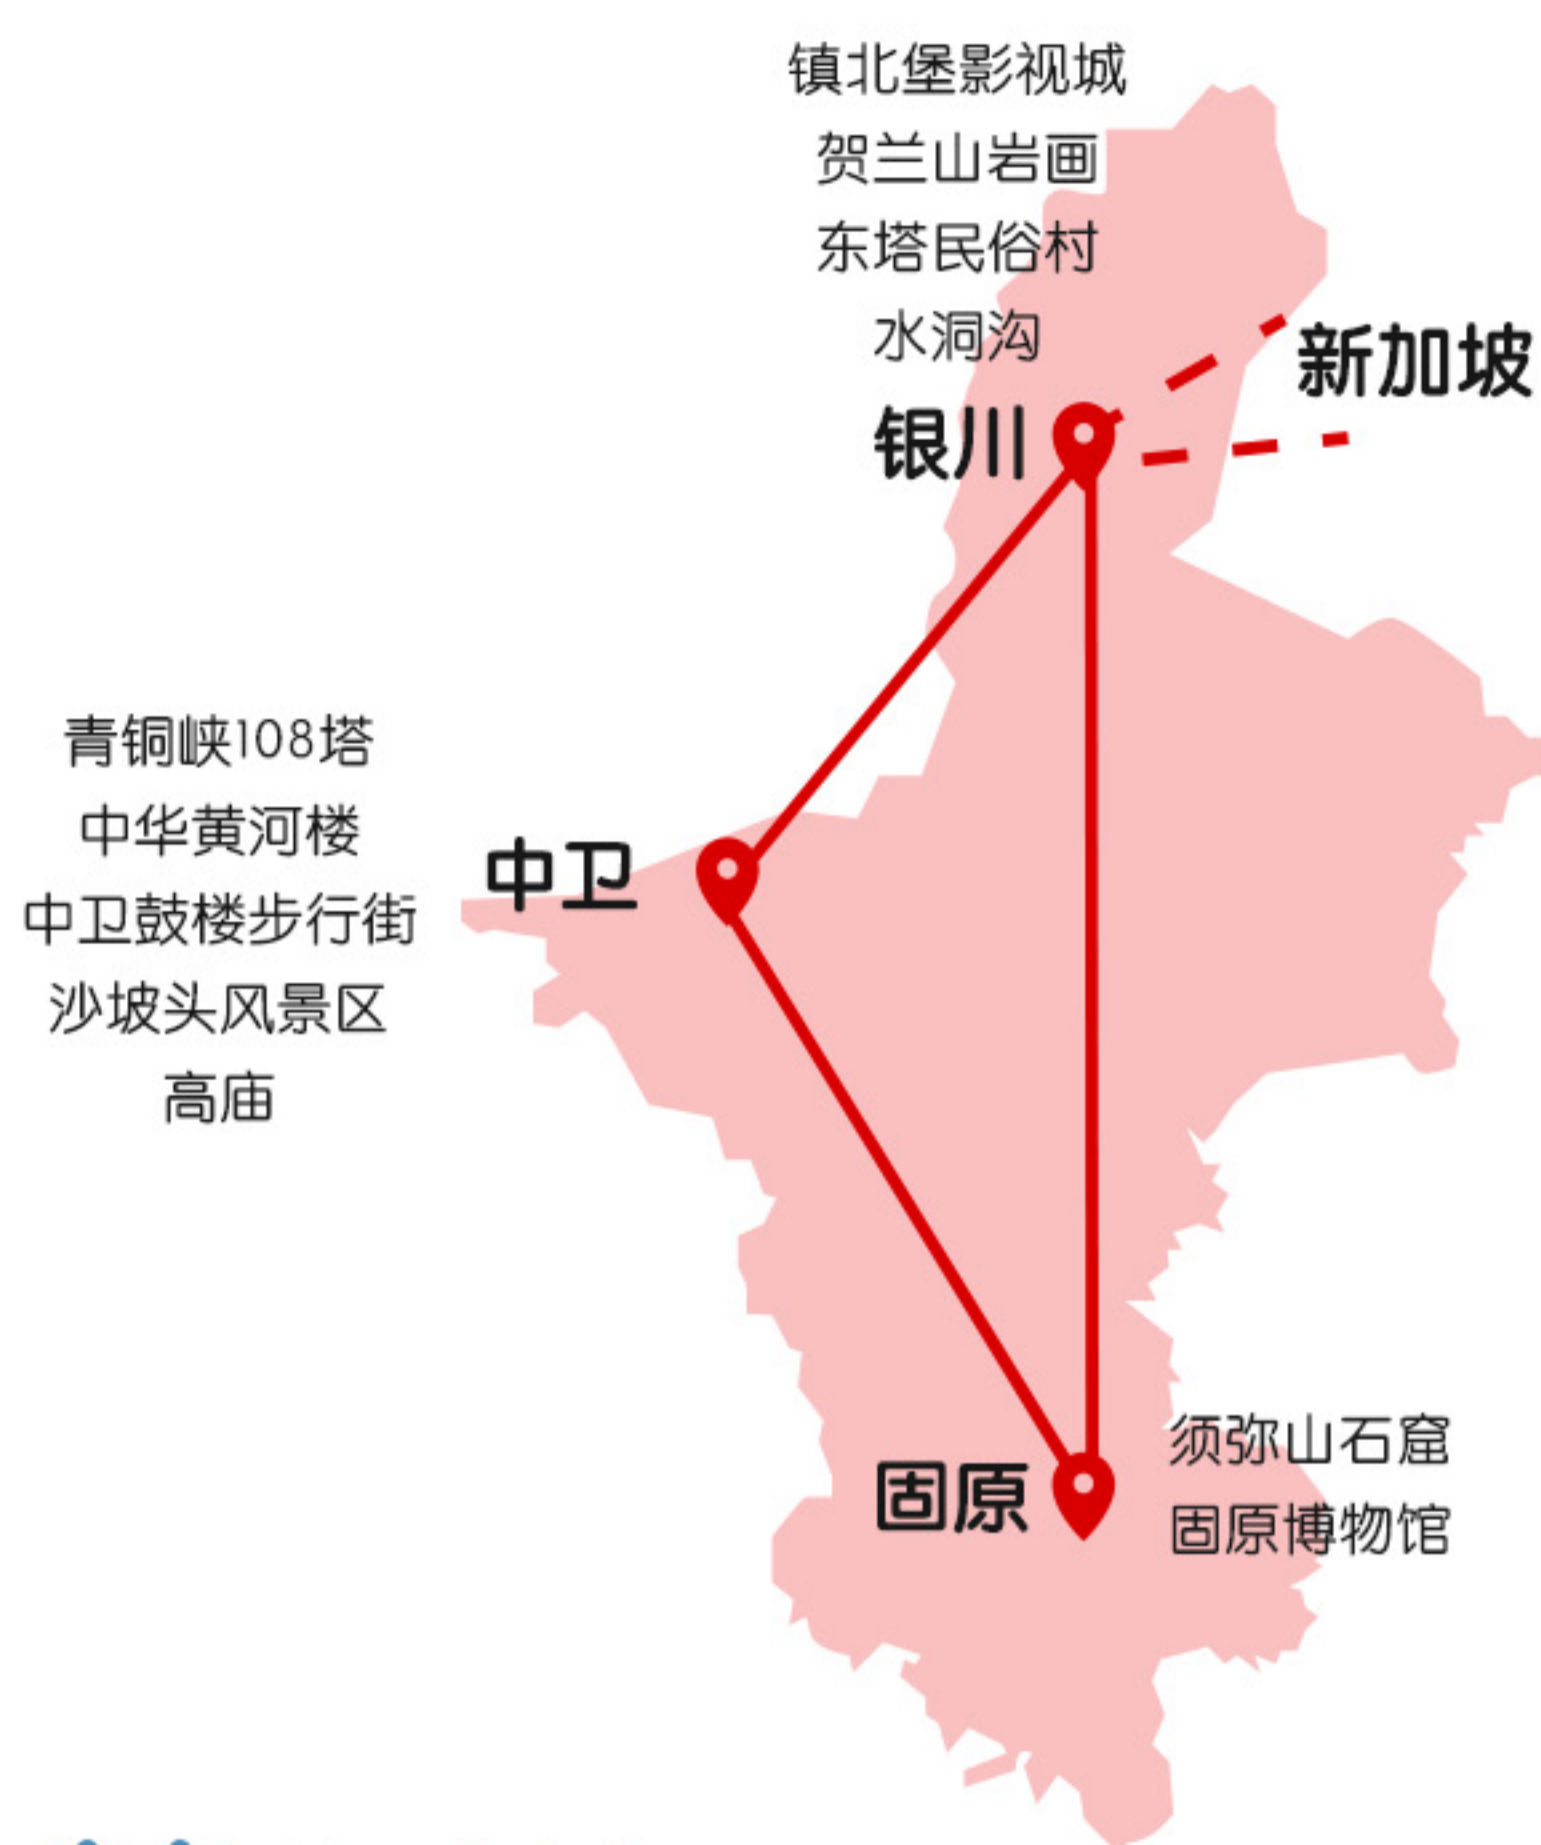 镇北堡影视城
贺兰山岩画
东塔民俗村
水洞沟
新加坡
银川
青铜峡108塔
中华黄河楼
中卫鼓楼步行街
沙坡头风景区
高庙
中卫
须弥山石窟
固原博物馆
固原